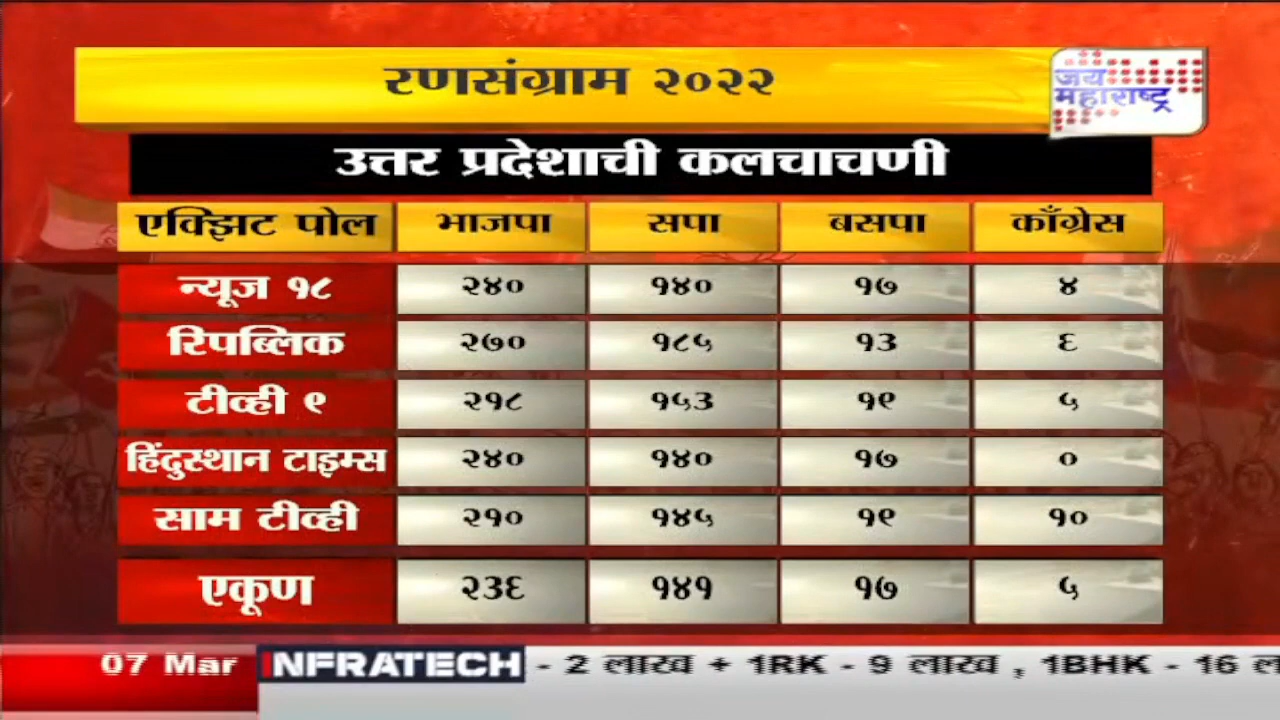 रणसंग्राम २०२२
जय
महाराष्ट्र
उत्तर प्रदेशाची कलचाचणी
एक्झिट पोल भाजपा सपा बसपा काँग्रेस
न्यूज १८ २४० १४० १७ ४
रिपब्लिक २७० १८५ १३ ६
टीव्ही ९ २१८ १५३ १९ ५
हिंदुस्थान टाइम्स २४० १४० १७ ०
साम टीव्ही २१० १४५ १९ १०
एकूण २३६ १४१ १७ ५
07 Mar INFRATECH - 2 लाख + 1RK - 9 लाख , 1BHK - 16 ल